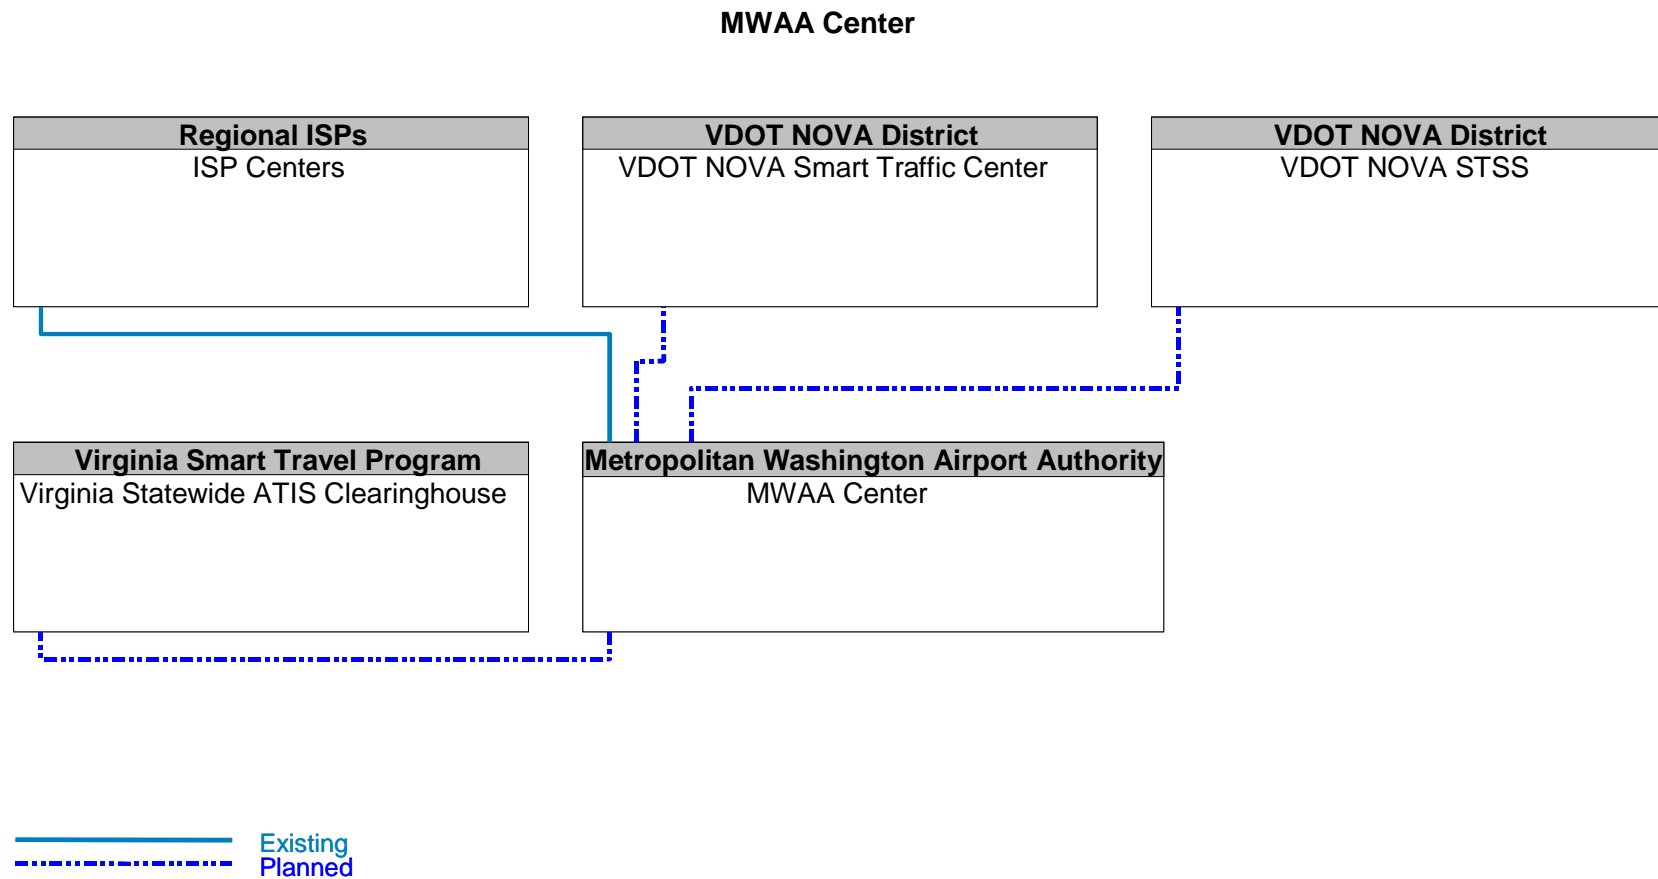 MWAA Center
Regional ISPs
ISP Centers
VDOT NOVA District
VDOT NOVA Smart Traffic Center
VDOT NOVA District
VDOT NOVA STSS
Virginia Smart Travel Program
Virginia Statewide ATIS Clearinghouse
Metropolitan Washington Airport Authority
MWAA Center
Existing
Planned